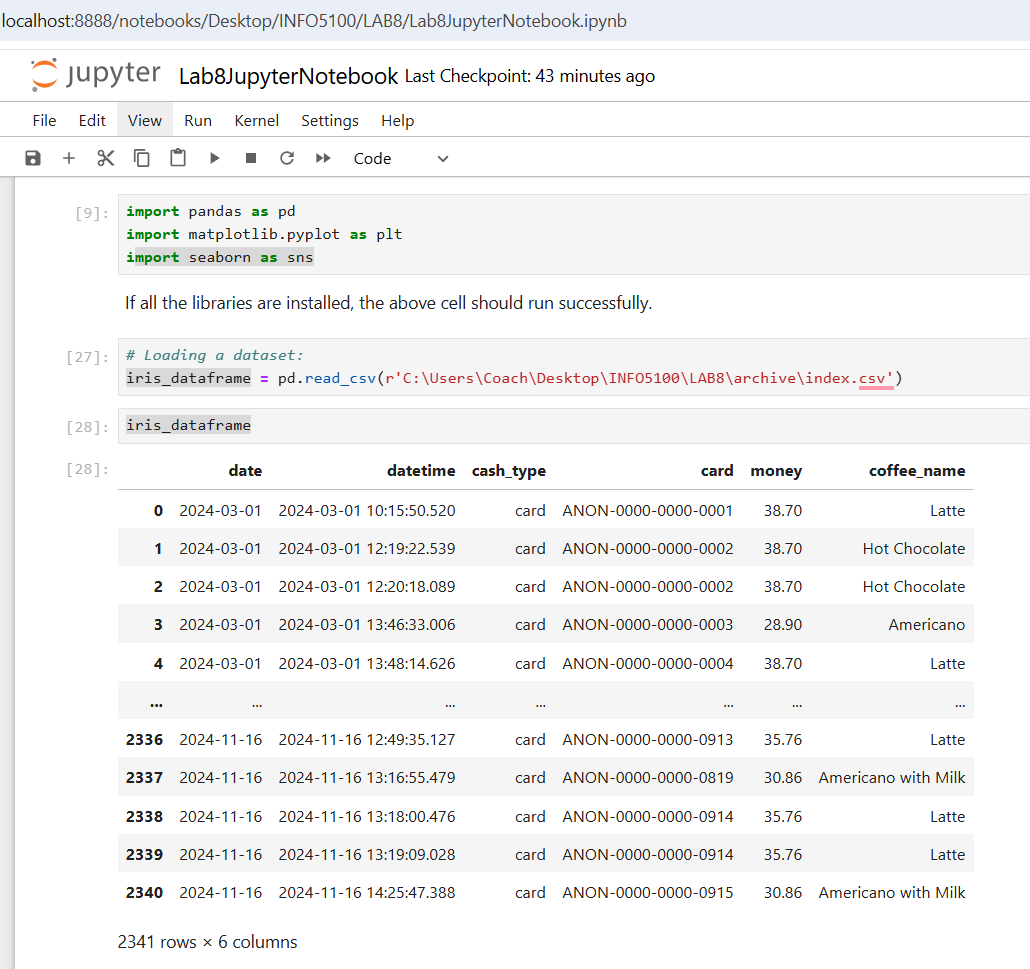 localhost:8888/notebooks/Desktop/INFO5100/LAB8/Lab8JupyterNotebook.ipynb
jupyter Lab8JupyterNotebook Last Checkpoint: 43 minutes ago
File Edit View Run Kernel Settings Help
Code
[9]: import pandas as pd
import matplotlib.pyplot as plt
import seaborn as sns
If all the libraries are installed, the above cell should run successfully.
[27]: # Loading a dataset:
iris_dataframe = pd.read_csv(r'C:\Users\Coach\Desktop\INFO5100\LAB8\archive\index.csv')
[28]: iris_dataframe
[28]: date datetime cash_type card money coffee_name
0 2024-03-01 2024-03-01 10:15:50.520 card ANON-0000-0000-0001 38.70 Latte
1 2024-03-01 2024-03-01 12:19:22.539 card ANON-0000-0000-0002 38.70 Hot Chocolate
2 2024-03-01 2024-03-01 12:20:18.089 card ANON-0000-0000-0002 38.70 Hot Chocolate
3 2024-03-01 2024-03-01 13:46:33.006 card ANON-0000-0000-0003 28.90 Americano
4 2024-03-01 2024-03-01 13:48:14.626 card ANON-0000-0000-0004 38.70 Latte
... ... ... ... ... ... ...
2336 2024-11-16 2024-11-16 12:49:35.127 card ANON-0000-0000-0913 35.76 Latte
2337 2024-11-16 2024-11-16 13:16:55.479 card ANON-0000-0000-0819 30.86 Americano with Milk
2338 2024-11-16 2024-11-16 13:18:00.476 card ANON-0000-0000-0914 35.76 Latte
2339 2024-11-16 2024-11-16 13:19:09.028 card ANON-0000-0000-0914 35.76 Latte
2340 2024-11-16 2024-11-16 14:25:47.388 card ANON-0000-0000-0915 30.86 Americano with Milk
2341 rows × 6 columns